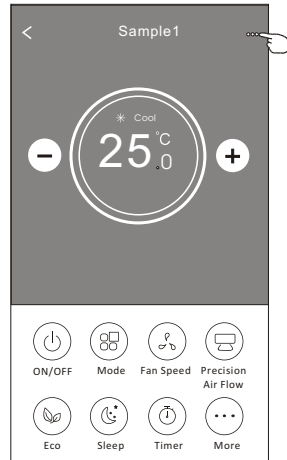 Sample1
Cool
25.0 °C
ON/OFF Mode Fan Speed Precision Air Flow
Eco Sleep Timer More